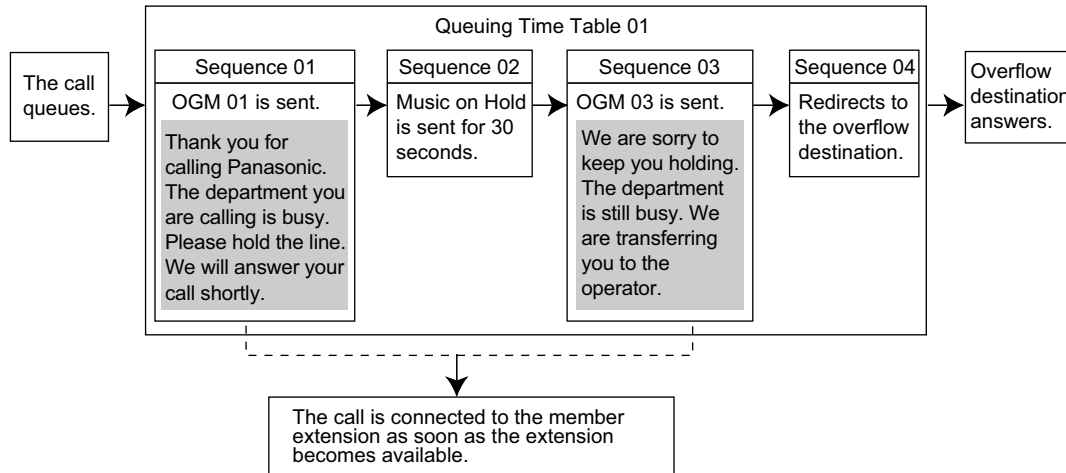 Queuing Time Table 01
The call
queues.
Sequence 01
OGM 01 is sent.
Thank you for
calling Panasonic.
The department you
are calling is busy.
Please hold the line.
We will answer your
call shortly.
Sequence 02
Music on Hold
is sent for 30
seconds.
Sequence 03
OGM 03 is sent.
We are sorry to
keep you holding.
The department
is still busy. We
are transferring
you to the
operator.
Sequence 04
Redirects to
the overflow
destination.
Overflow
destination
answers.
The call is connected to the member
extension as soon as the extension
becomes available.